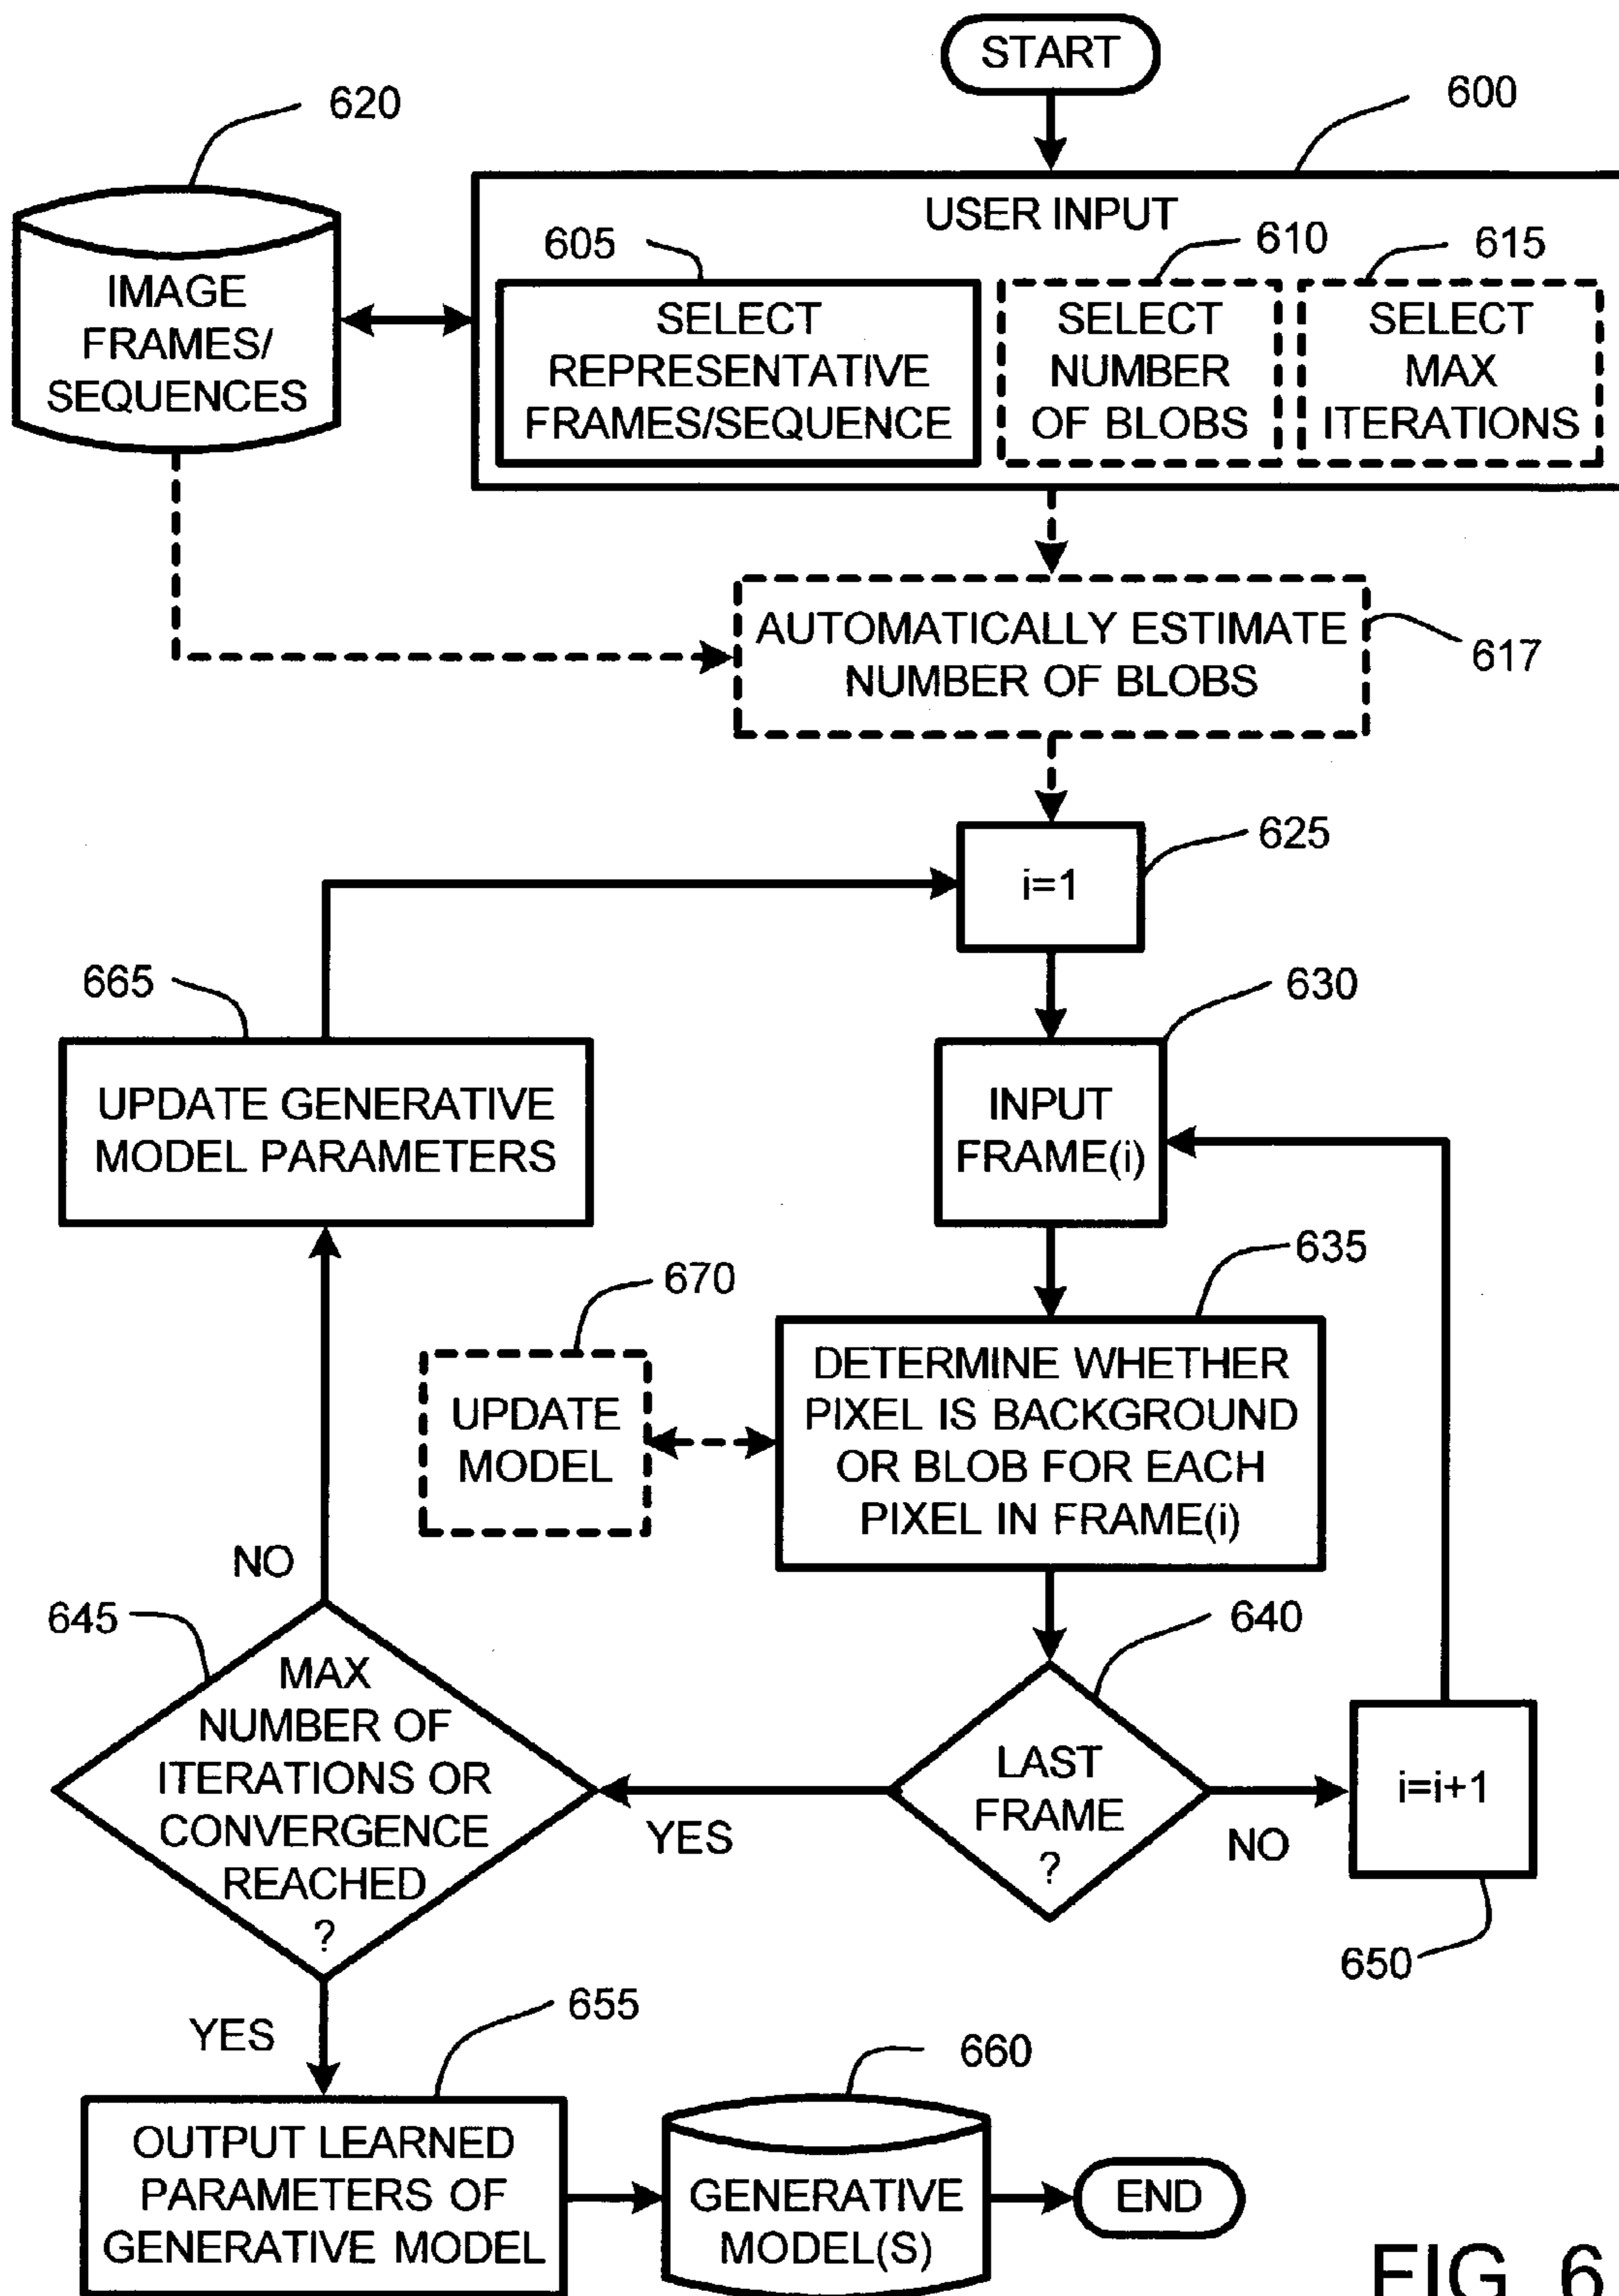 START
600
620
USER INPUT
605
610
615
IMAGE
FRAMES/
SEQUENCES
SELECT
REPRESENTATIVE
FRAMES/SEQUENCE
SELECT
NUMBER
OF BLOBS
SELECT
MAX
ITERATIONS
AUTOMATICALLY ESTIMATE
NUMBER OF BLOBS
617
i=1
625
665
630
UPDATE GENERATIVE
MODEL PARAMETERS
INPUT
FRAME(i)
635
670
UPDATE
MODEL
DETERMINE WHETHER
PIXEL IS BACKGROUND
OR BLOB FOR EACH
PIXEL IN FRAME(i)
NO
645
640
MAX
NUMBER OF
ITERATIONS OR
CONVERGENCE
REACHED
?
YES
LAST
FRAME
?
NO
i=i+1
650
YES
655
660
OUTPUT LEARNED
PARAMETERS OF
GENERATIVE MODEL
GENERATIVE
MODEL(S)
END
FIG. 6